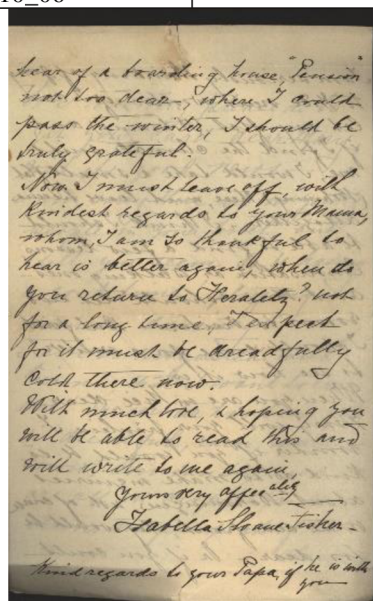 hear of a boarding house, "Pension"
not too dear, where I could
pass the winter, I should be
truly grateful.
Now I must leave off, with
kindest regards to your Mama,
whom I am so thankful to
hear is better again, when do
you return to Heraletz? not
for a long time, I expect
for it must be dreadfully
cold there now.
With much love, & hoping you
will be able to read this and
will write to me again,
Yours very affecately
Isabella Sloane Fisher -
Kind regards to your Papa, if he is with
you